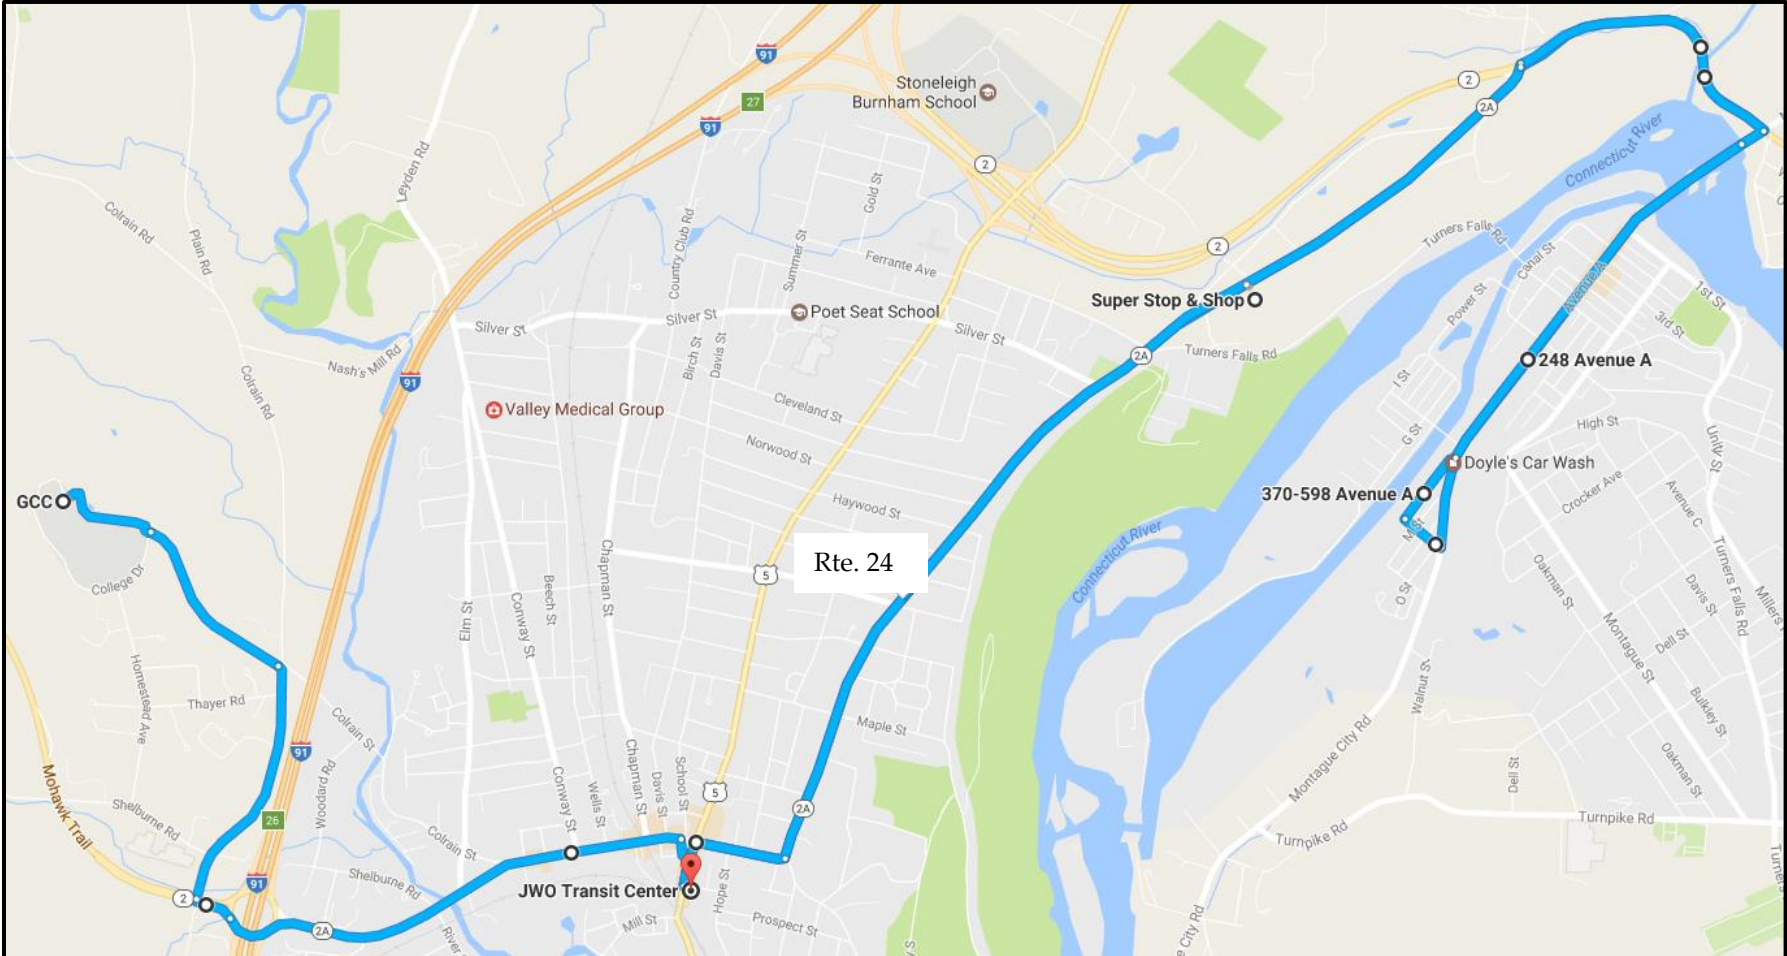 91
27
91
Stoneleigh
Burnham School
2
2
2A
Connecticut River
Leyden Rd
Colrain Rd
Plain Rd
Country Club Rd
Gold St
Summer St
Ferrante Ave
2
Turners Falls Rd
Canal St
Super Stop & Shop
Power St
Avenue A
1st St
3rd St
Silver St
Silver St
Poet Seat School
Silver St
Nash's Mill Rd
Birch St
Davis St
2A
Turners Falls Rd
248 Avenue A
91
Colrain Rd
I St
Valley Medical Group
Cleveland St
G St
High St
Unity St
Norwood St
Doyle's Car Wash
GCC
Haywood St
370-598 Avenue A
Crocker Ave
Avenue C
M St
Connecticut River
Rte. 24
5
College Dr
Chapman St
Beech St
Conway St
Elm St
O St
Oakman St
Davis St
Turners Falls Rd
Millers
Homestead Ave
Thayer Rd
Montague St
Dell St
Walnut St
Bulkley St
Colrain St
Maple St
91
Montague City Rd
Oakman St
Dell St
Mohawk Trail
Woodard Rd
Conway St
Wells St
Chapman St
Davis St
School St
5
2A
Shelburne Rd
26
Colrain St
Turnpike Rd
Turnpike Rd
Shelburne Rd
91
2
JWO Transit Center
Hope St
2A
Mill St
Prospect St
River
S
e City Rd
Turners